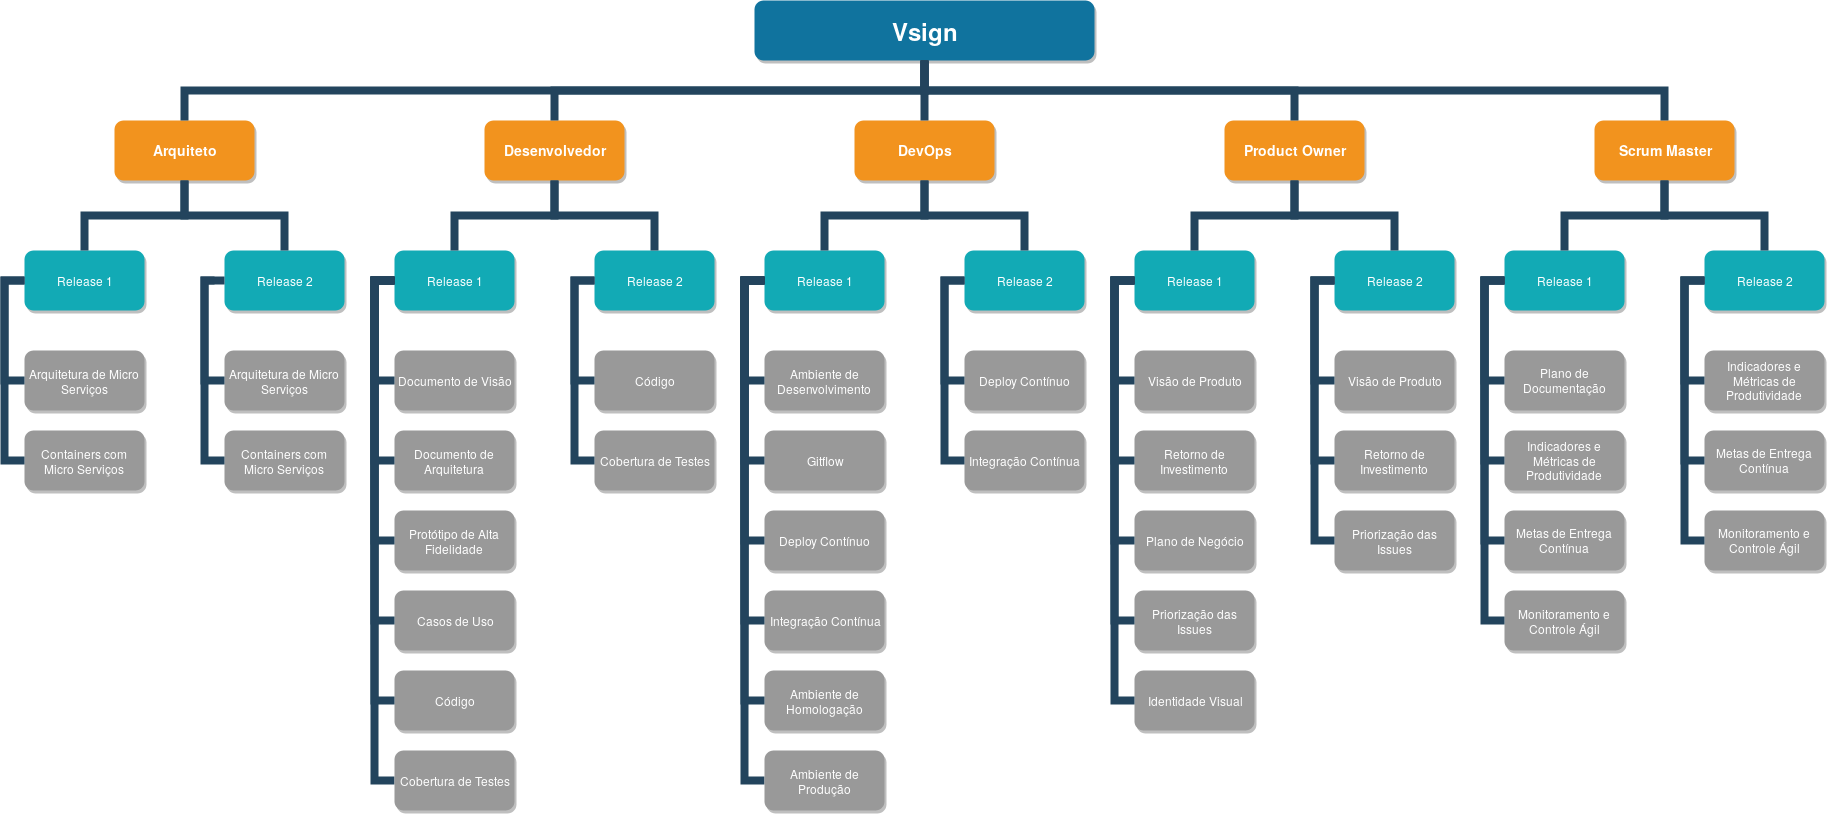 Vsign
Arquiteto
Desenvolvedor
DevOps
Product Owner
Scrum Master
Release 1
Release 2
Release 1
Release 2
Release 1
Release 2
Release 1
Release 2
Release 1
Release 2
Arquitetura de Micro
Serviços
Containers com
Micro Serviços
Arquitetura de Micro
Serviços
Containers com
Micro Serviços
Documento de Visão
Documento de
Arquitetura
Protótipo de Alta
Fidelidade
Casos de Uso
Código
Cobertura de Testes
Código
Cobertura de Testes
Ambiente de
Desenvolvimento
Gitflow
Deploy Contínuo
Integração Contínua
Ambiente de
Homologação
Ambiente de
Produção
Deploy Contínuo
Integração Contínua
Visão de Produto
Retorno de
Investimento
Plano de Negócio
Priorização das
Issues
Identidade Visual
Visão de Produto
Retorno de
Investimento
Priorização das
Issues
Plano de
Documentação
Indicadores e
Métricas de
Produtividade
Metas de Entrega
Contínua
Monitoramento e
Controle Ágil
Indicadores e
Métricas de
Produtividade
Metas de Entrega
Contínua
Monitoramento e
Controle Ágil